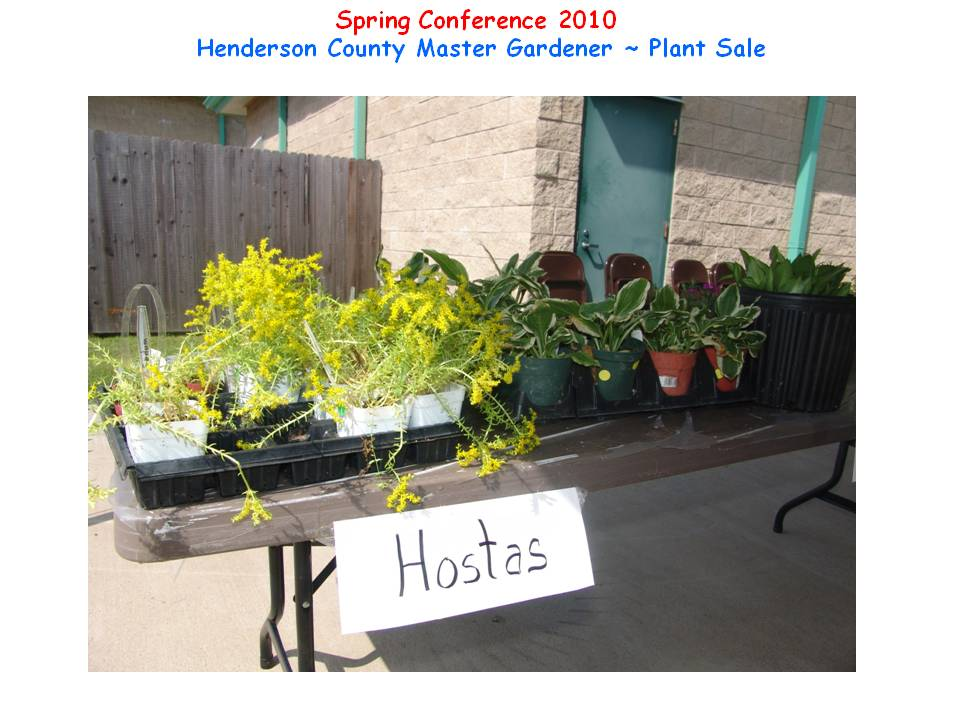 Spring Conference 2010
Henderson County Master Gardener ~ Plant Sale
Hostas